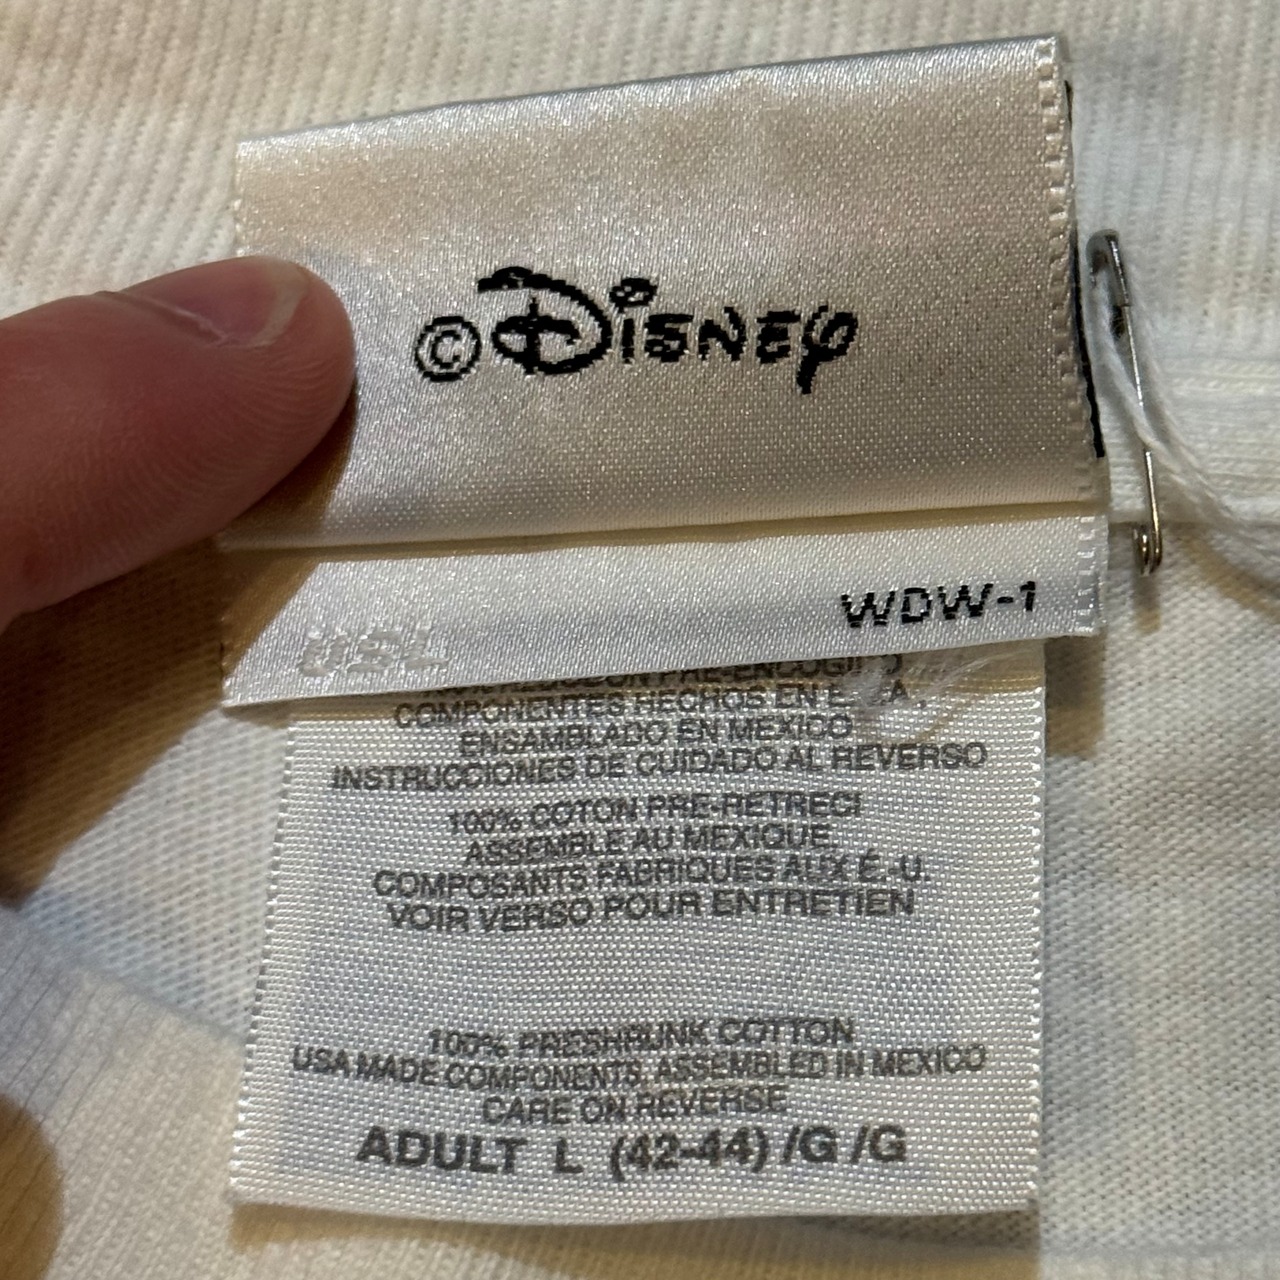 ©DISNEY
WDW-1
USL
PRE-ENCOGIDO
COMPONENTES HECHOS EN
ENSAMBLADO EN MEXICO
INSTRUCCIONES DE CUIDADO AL REVERSO
100% COTON PRE-RETRECI
ASSEMBLE AU MEXIQUE
COMPOSANTS FABRIQUES AUX É.-U.
VOIR VERSO POUR ENTRETIEN
100% PRESHRUNK COTTON
USA MADE COMPONENTS. ASSEMBLED IN MEXICO
CARE ON REVERSE
ADULT L (42-44) /G /G